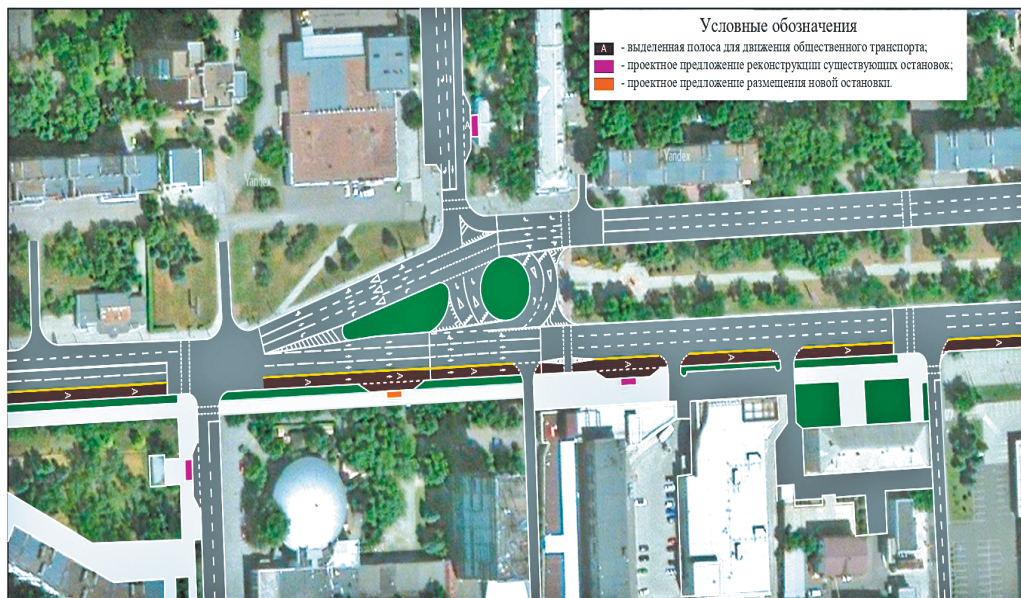 Условные обозначения
A - выделенная полоса для движения общественного транспорта;
- проектное предложение реконструкции существующих остановок;
- проектное предложение размещения новой остановки.
A
Yandex
Yandex
A
A
A
A
A
A
A
A